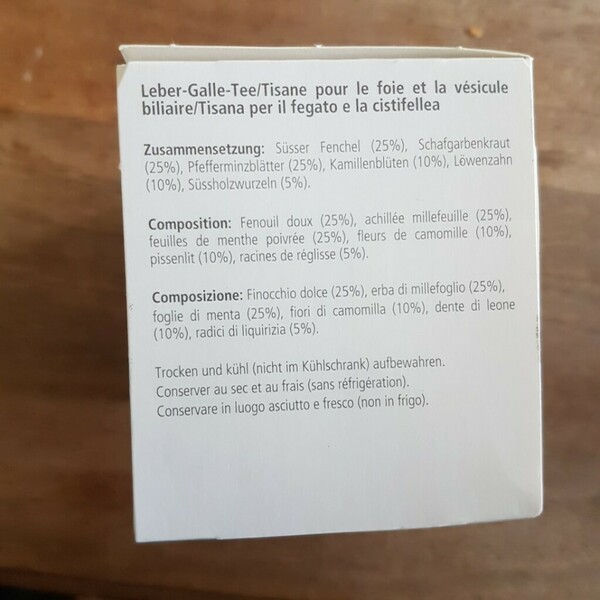 Leber-Galle-Tee/Tisane pour le foie et la vésicule
biliaire/Tisana per il fegato e la cistifellea
Zusammensetzung: Süsser Fenchel (25%), Schafgarbenkraut
(25%), Pfefferminzblätter (25%), Kamillenblüten (10%), Löwenzahn
(10%), Süssholzwurzeln (5%).
Composition: Fenouil doux (25%), achillée millefeuille (25%),
feuilles de menthe poivrée (25%), fleurs de camomille (10%),
pissenlit (10%), racines de réglisse (5%).
Composizione: Finocchio dolce (25%), erba di millefoglio (25%),
foglie di menta (25%), fiori di camomilla (10%), dente di leone
(10%), radici di liquirizia (5%).
Trocken und kühl (nicht im Kühlschrank) aufbewahren.
Conserver au sec et au frais (sans réfrigération).
Conservare in luogo asciutto e fresco (non in frigo).